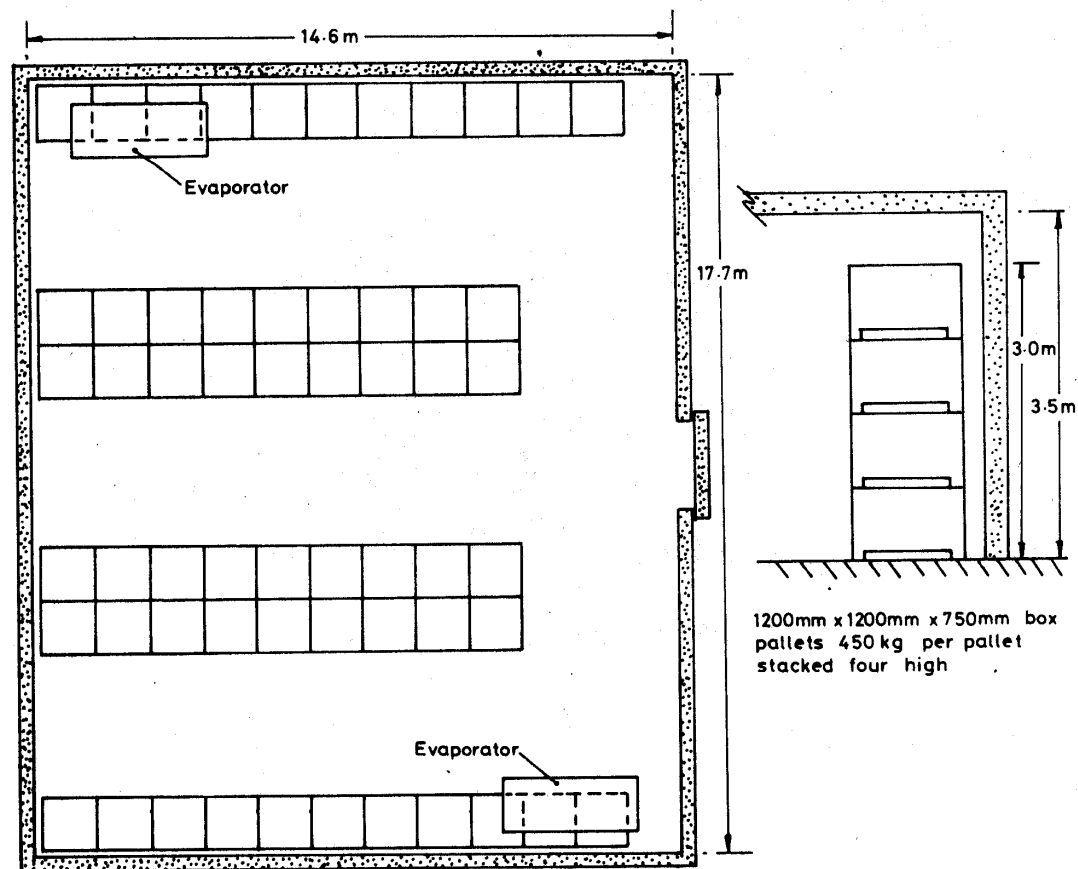 14.6 m
Evaporator
17.7m
3.0m
3.5m
1200mm x 1200mm x 750mm box
pallets 450 kg per pallet
stacked four high
Evaporator